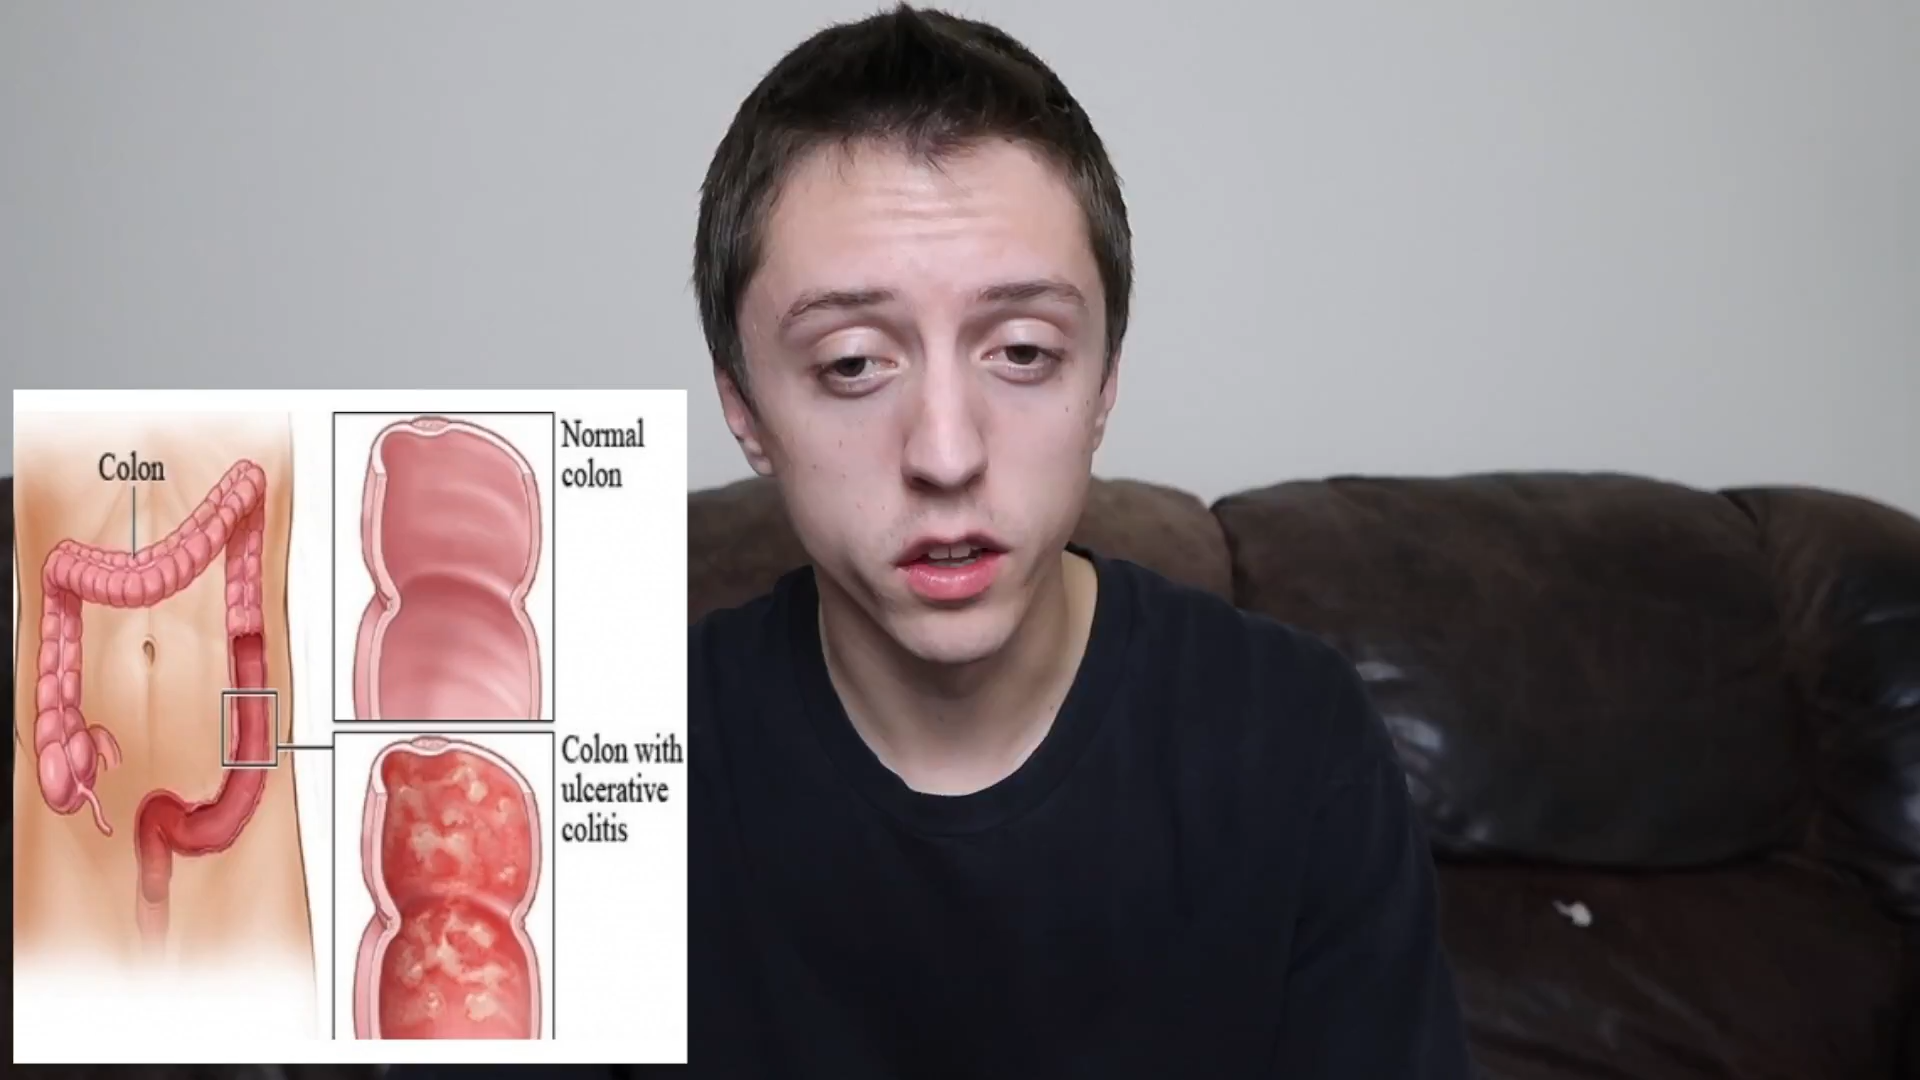 Colon
Normal
colon
Colon with
ulcerative
colitis